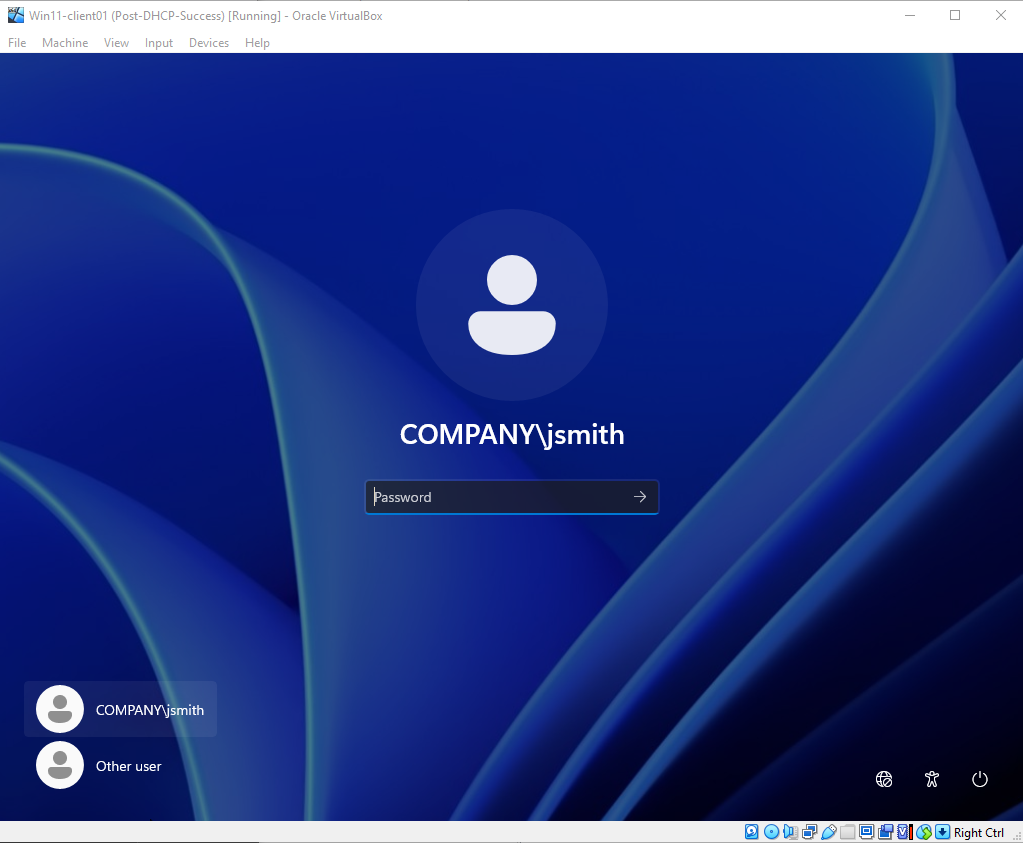 Win11-client01 (Post-DHCP-Success) [Running] - Oracle VirtualBox
File Machine View Input Devices Help
COMPANY\jsmith
Password
COMPANY\jsmith
Other user
Right Ctrl